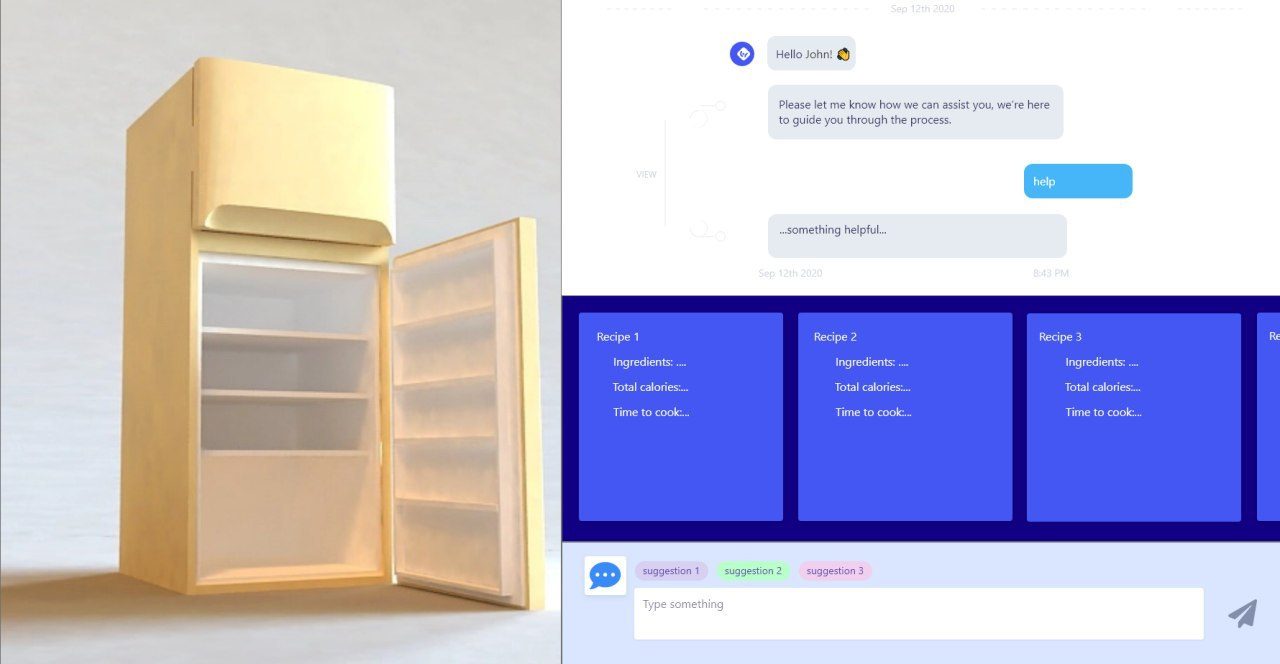 Sep 12th 2020
Hello John! 👏
Please let me know how we can assist you, we're here
to guide you through the process.
VIEW
help
...something helpful...
Sep 12th 2020
8:43 PM
Recipe 1
Ingredients: ....
Total calories:...
Time to cook:...
Recipe 2
Ingredients: ....
Total calories:...
Time to cook:...
Recipe 3
Ingredients: ....
Total calories:...
Time to cook:...
Re
suggestion 1
suggestion 2
suggestion 3
Type something